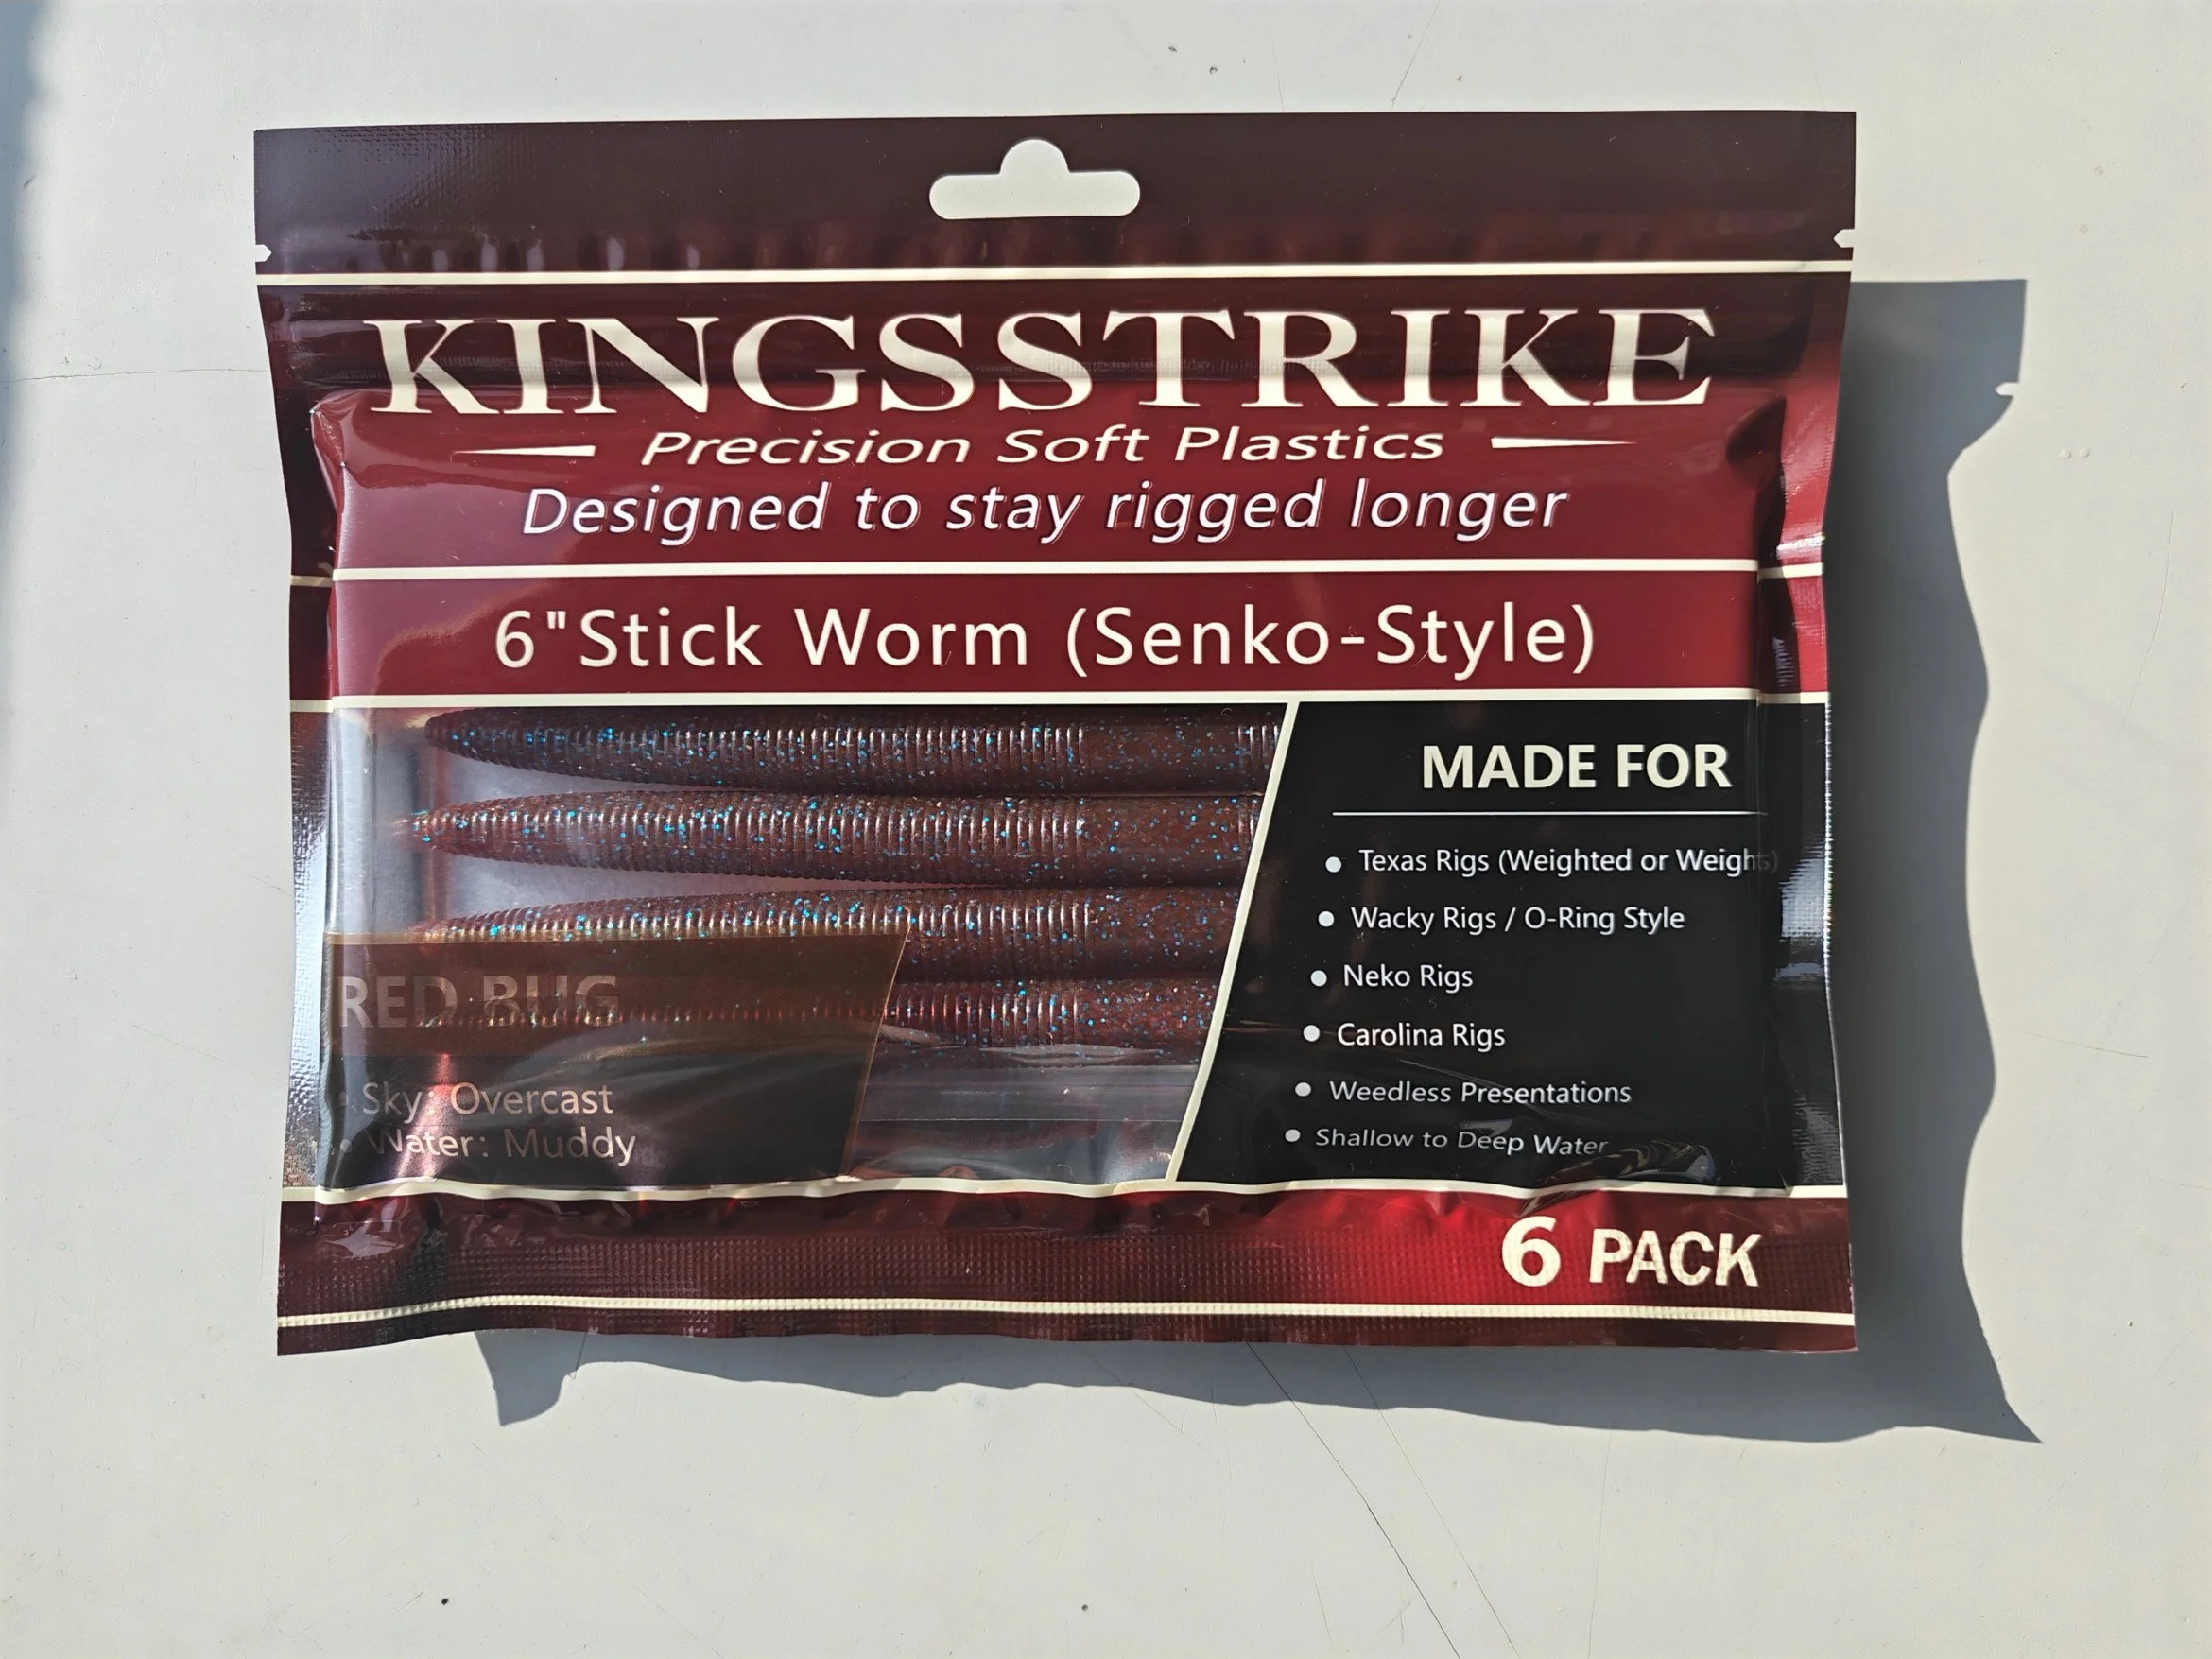 KINGSSTRIKE
Precision Soft Plastics
Designed to stay rigged longer
6"Stick Worm (Senko-Style)
MADE FOR
• Texas Rigs (Weighted or Weights)
• Wacky Rigs / O-Ring Style
• Neko Rigs
• Carolina Rigs
• Weedless Presentations
• Shallow to Deep Water
RED BUG
• Sky: Overcast
• Water: Muddy
6 PACK